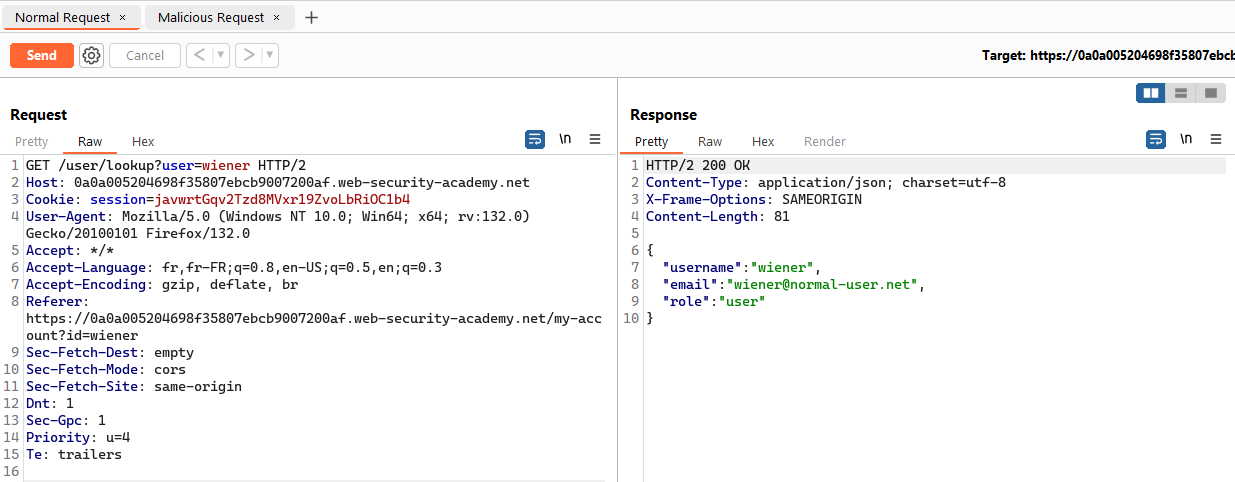 Normal Request × Malicious Request × +
Send Cancel < > Target: https://0a0a005204698f35807ebcb
Request
Pretty Raw Hex \n
1 GET /user/lookup?user=wiener HTTP/2
2 Host: 0a0a005204698f35807ebcb9007200af.web-security-academy.net
3 Cookie: session=javwrtGqv2Tzd8MVxr19ZvoLbRiOC1b4
4 User-Agent: Mozilla/5.0 (Windows NT 10.0; Win64; x64; rv:132.0)
Gecko/20100101 Firefox/132.0
5 Accept: */*
6 Accept-Language: fr,fr-FR;q=0.8,en-US;q=0.5,en;q=0.3
7 Accept-Encoding: gzip, deflate, br
8 Referer:
https://0a0a005204698f35807ebcb9007200af.web-security-academy.net/my-acc
ount?id=wiener
9 Sec-Fetch-Dest: empty
10 Sec-Fetch-Mode: cors
11 Sec-Fetch-Site: same-origin
12 Dnt: 1
13 Sec-Gpc: 1
14 Priority: u=4
15 Te: trailers
16
Response
Pretty Raw Hex Render \n
1 HTTP/2 200 OK
2 Content-Type: application/json; charset=utf-8
3 X-Frame-Options: SAMEORIGIN
4 Content-Length: 81
5
6 {
7 "username":"wiener",
8 "email":"wiener@normal-user.net",
9 "role":"user"
10 }